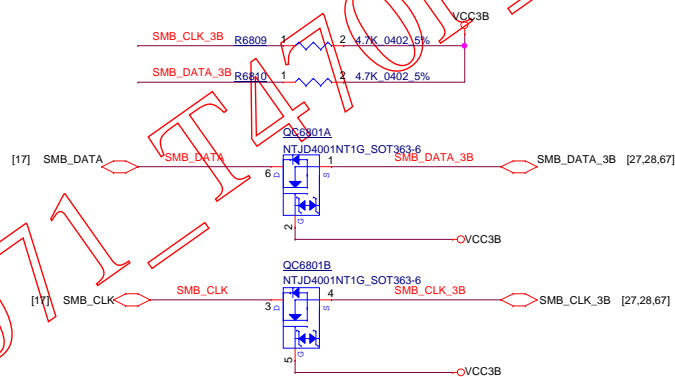 VCC3B
SMB_CLK_3B R6809 1 2 4.7K_0402_5%
SMB_DATA_3B R6810 1 2 4.7K_0402_5%
QC6801A
NTJD4001NT1G_SOT363-6
[17] SMB_DATA SMB_DATA 6 D S 1 SMB_DATA_3B SMB_DATA_3B [27,28,67]
2 G
VCC3B
QC6801B
NTJD4001NT1G_SOT363-6
[17] SMB_CLK SMB_CLK 3 D S 4 SMB_CLK_3B SMB_CLK_3B [27,28,67]
5 G
VCC3B
71_T470